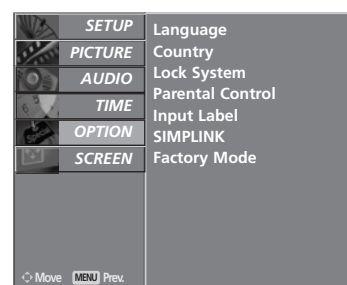 SETUP
PICTURE
AUDIO
TIME
OPTION
SCREEN
Language
Country
Lock System
Parental Control
Input Label
SIMPLINK
Factory Mode
Move MENU Prev.